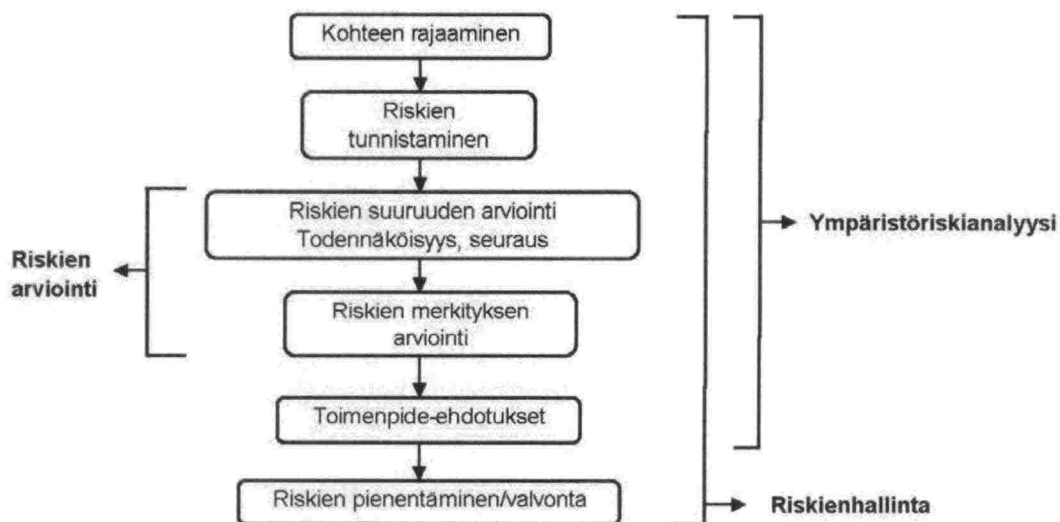 Kohteen rajaaminen
Riskien
tunnistaminen
Riskien suuruuden arviointi
Todennäköisyys, seuraus
Riskien
arviointi
Ympäristöriskianalyysi
Riskien merkityksen
arviointi
Toimenpide-ehdotukset
Riskien pienentäminen/valvonta
Riskienhallinta